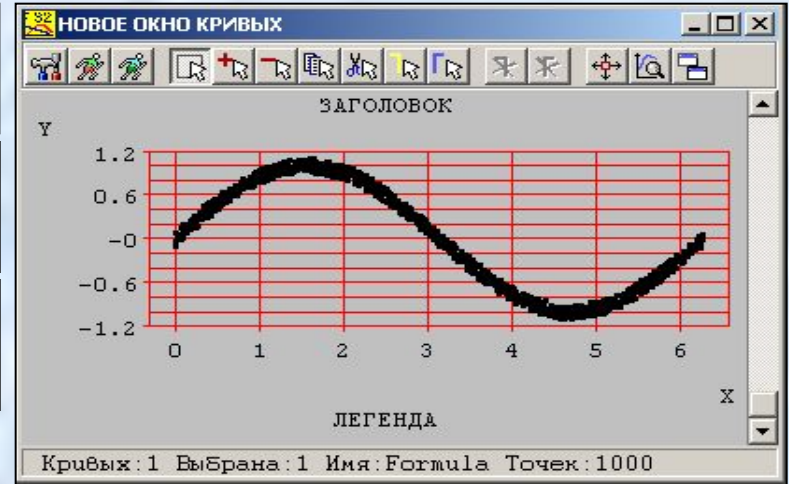 НОВОЕ ОКНО КРИВЫХ
32
ЗАГОЛОВОК
Y
1.2
0.6
-0
-0.6
-1.2
0 1 2 3 4 5 6
X
ЛЕГЕНДА
Кривых:1 Выбрана:1 Имя:Formula Точек:1000